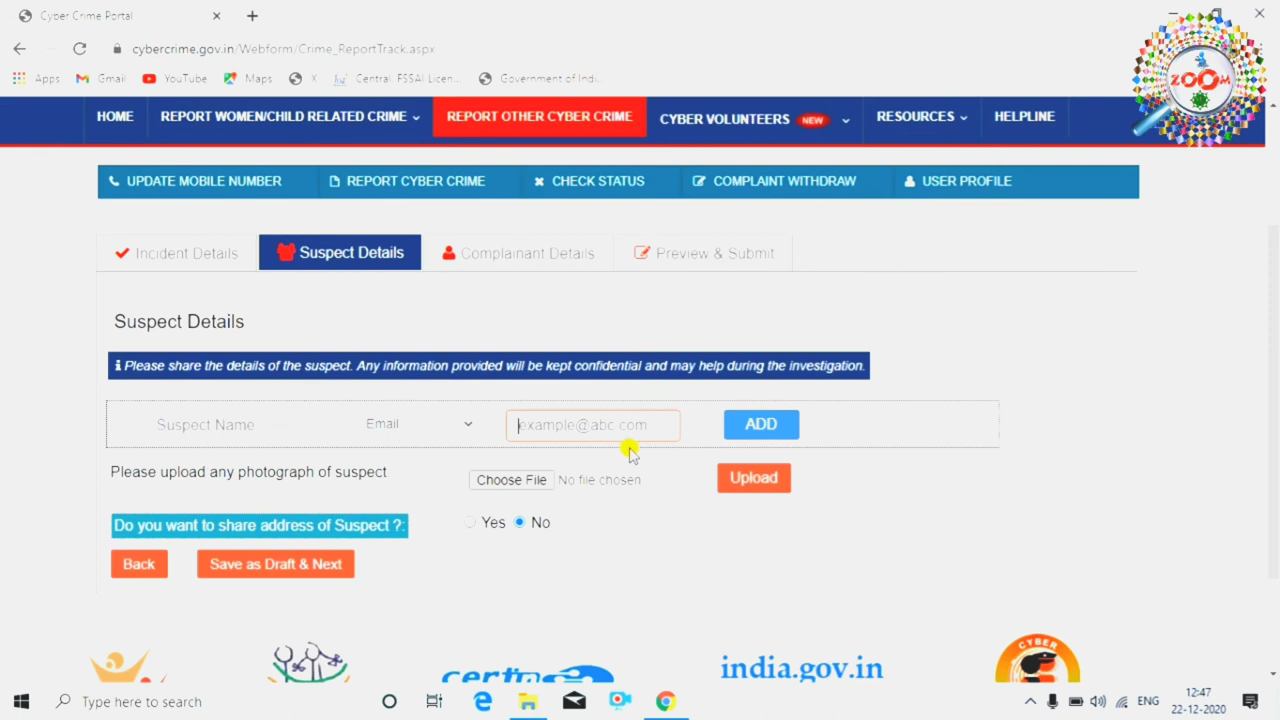 Cyber Crime Portal
cybercrime.gov.in/Webform/Crime_ReportTrack.aspx
Apps Gmail YouTube Maps X Central FSSAI Licen... Government of Indi...
ZOOM
HOME REPORT WOMEN/CHILD RELATED CRIME REPORT OTHER CYBER CRIME CYBER VOLUNTEERS NEW RESOURCES HELPLINE
UPDATE MOBILE NUMBER REPORT CYBER CRIME CHECK STATUS COMPLAINT WITHDRAW USER PROFILE
Incident Details Suspect Details Complainant Details Preview & Submit
Suspect Details
Please share the details of the suspect. Any information provided will be kept confidential and may help during the investigation.
Suspect Name Email example@abc.com ADD
Please upload any photograph of suspect Choose File No file chosen Upload
Do you want to share address of Suspect ?: Yes No
Back Save as Draft & Next
india.gov.in
CYBER
Type here to search
ENG
12:47
22-12-2020